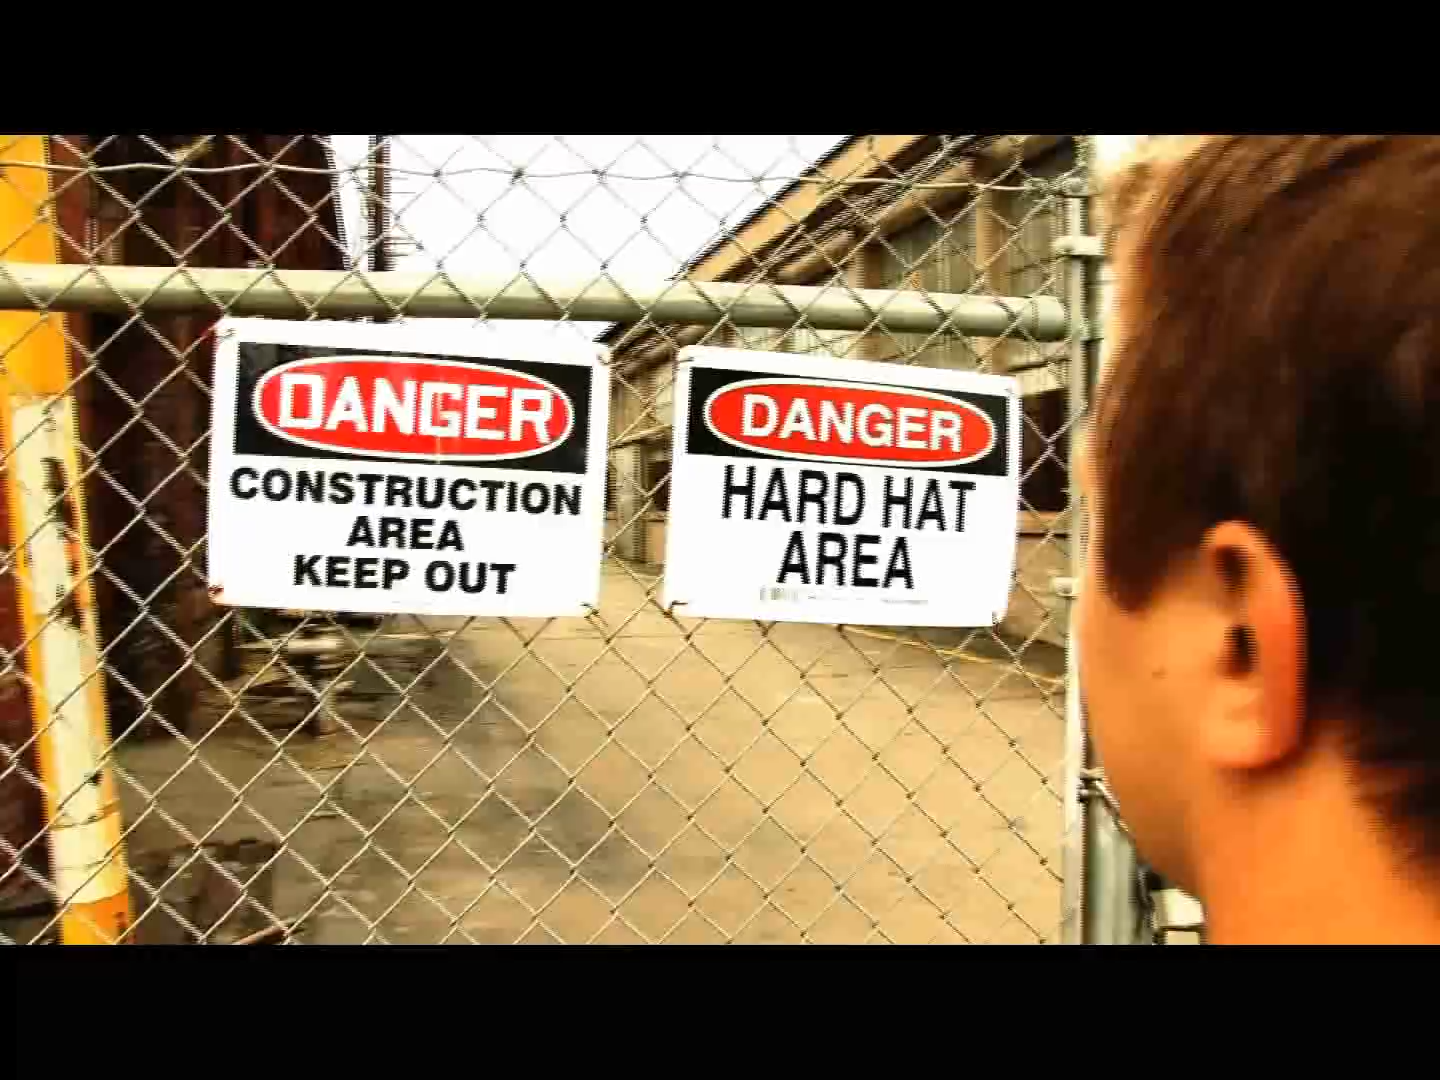 DANGER
CONSTRUCTION
AREA
KEEP OUT
DANGER
HARD HAT
AREA